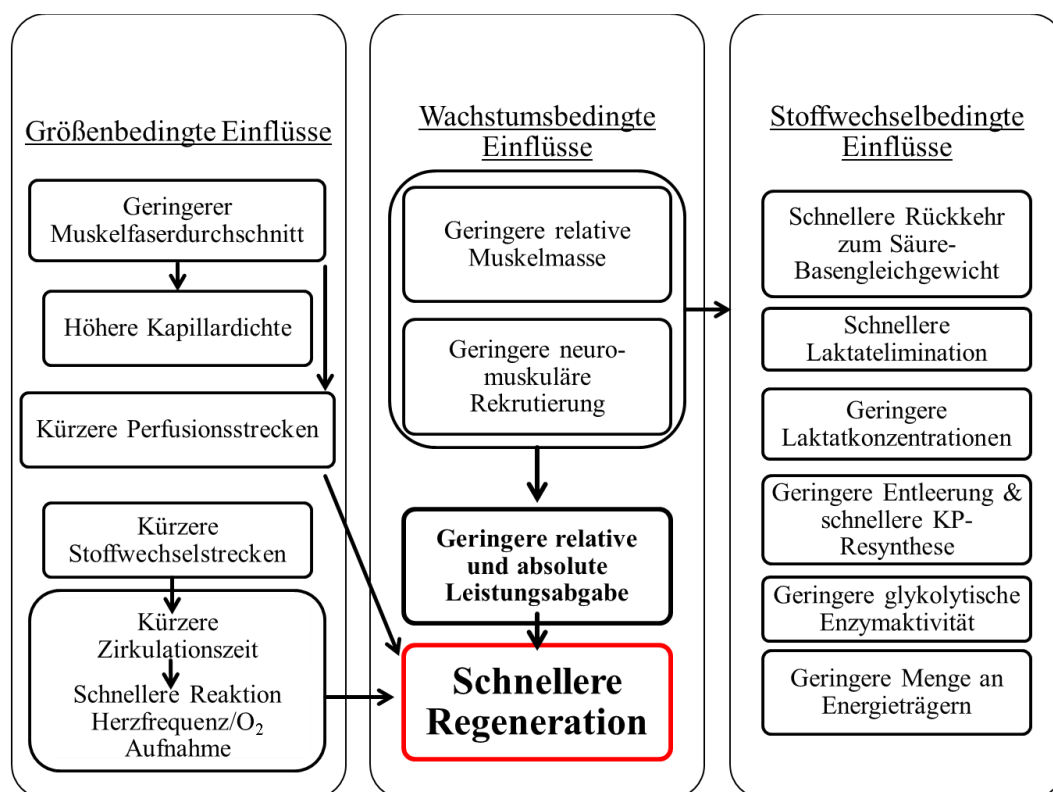 Größenbedingte Einflüsse
Geringerer
Muskelfaserdurchschnitt
Höhere Kapillardichte
Kürzere Perfusionsstrecken
Kürzere
Stoffwechselstrecken
Kürzere
Zirkulationszeit
Schnellere Reaktion
Herzfrequenz/O₂
Aufnahme
Wachstumsbedingte
Einflüsse
Geringere relative
Muskelmasse
Geringere neuro-
muskuläre
Rekrutierung
Geringere relative
und absolute
Leistungsabgabe
Schnellere
Regeneration
Stoffwechselbedingte
Einflüsse
Schnellere Rückkehr
zum Säure-
Basengleichgewicht
Schnellere
Laktatelimination
Geringere
Laktatkonzentrationen
Geringere Entleerung &
schnellere KP-
Resynthese
Geringere glykolytische
Enzymaktivität
Geringere Menge an
Energieträgern